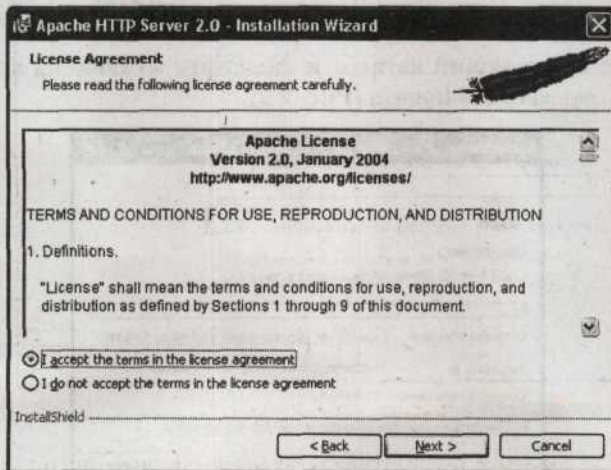 Apache HTTP Server 2.0 - Installation Wizard
License Agreement
Please read the following license agreement carefully.
Apache License
Version 2.0, January 2004
http://www.apache.org/licenses/
TERMS AND CONDITIONS FOR USE, REPRODUCTION, AND DISTRIBUTION
1. Definitions.
"License" shall mean the terms and conditions for use, reproduction, and
distribution as defined by Sections 1 through 9 of this document.
I accept the terms in the license agreement
I do not accept the terms in the license agreement
InstallShield
< Back Next > Cancel